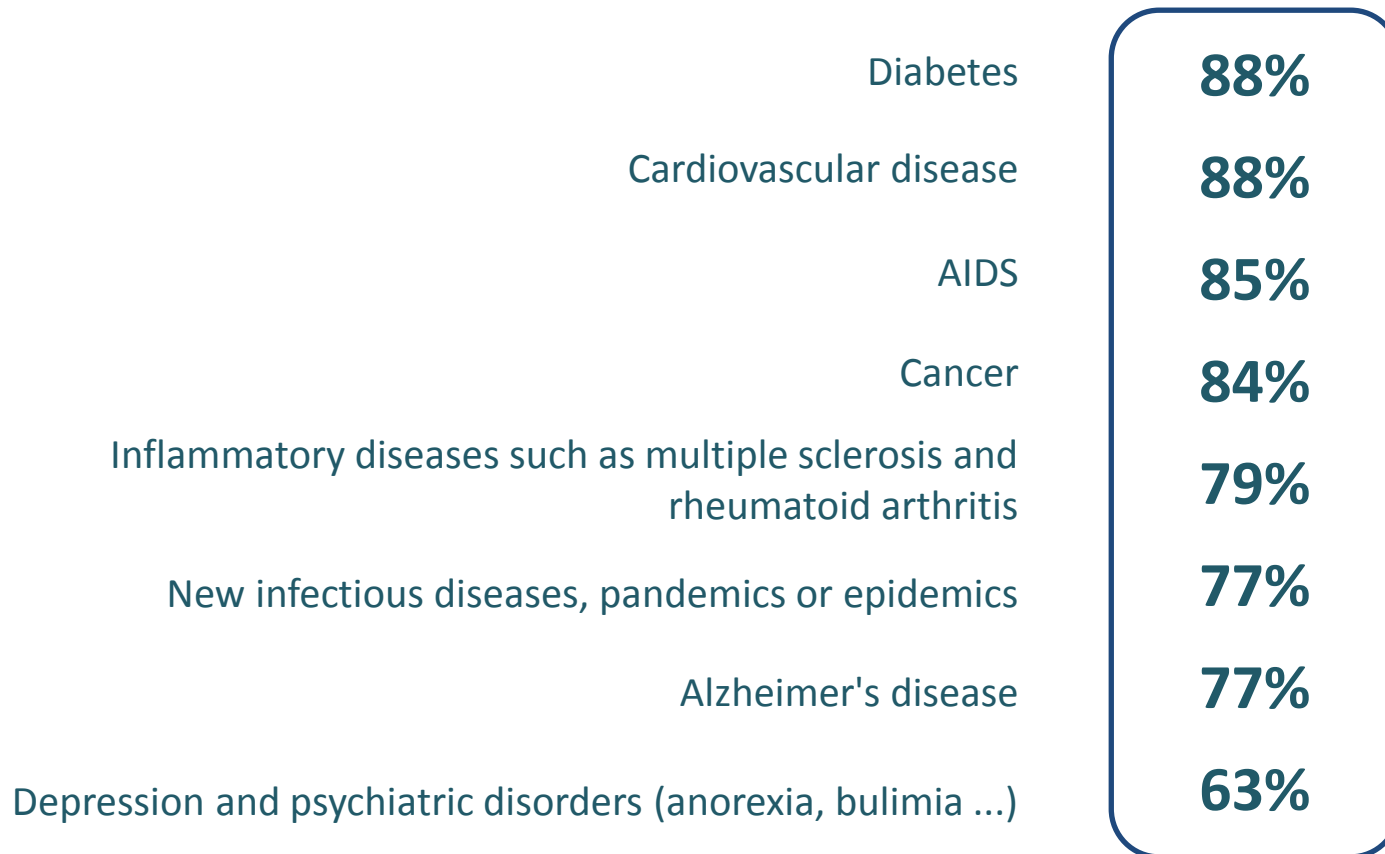 Diabetes 88%
Cardiovascular disease 88%
AIDS 85%
Cancer 84%
Inflammatory diseases such as multiple sclerosis and
rheumatoid arthritis 79%
New infectious diseases, pandemics or epidemics 77%
Alzheimer's disease 77%
Depression and psychiatric disorders (anorexia, bulimia ...) 63%